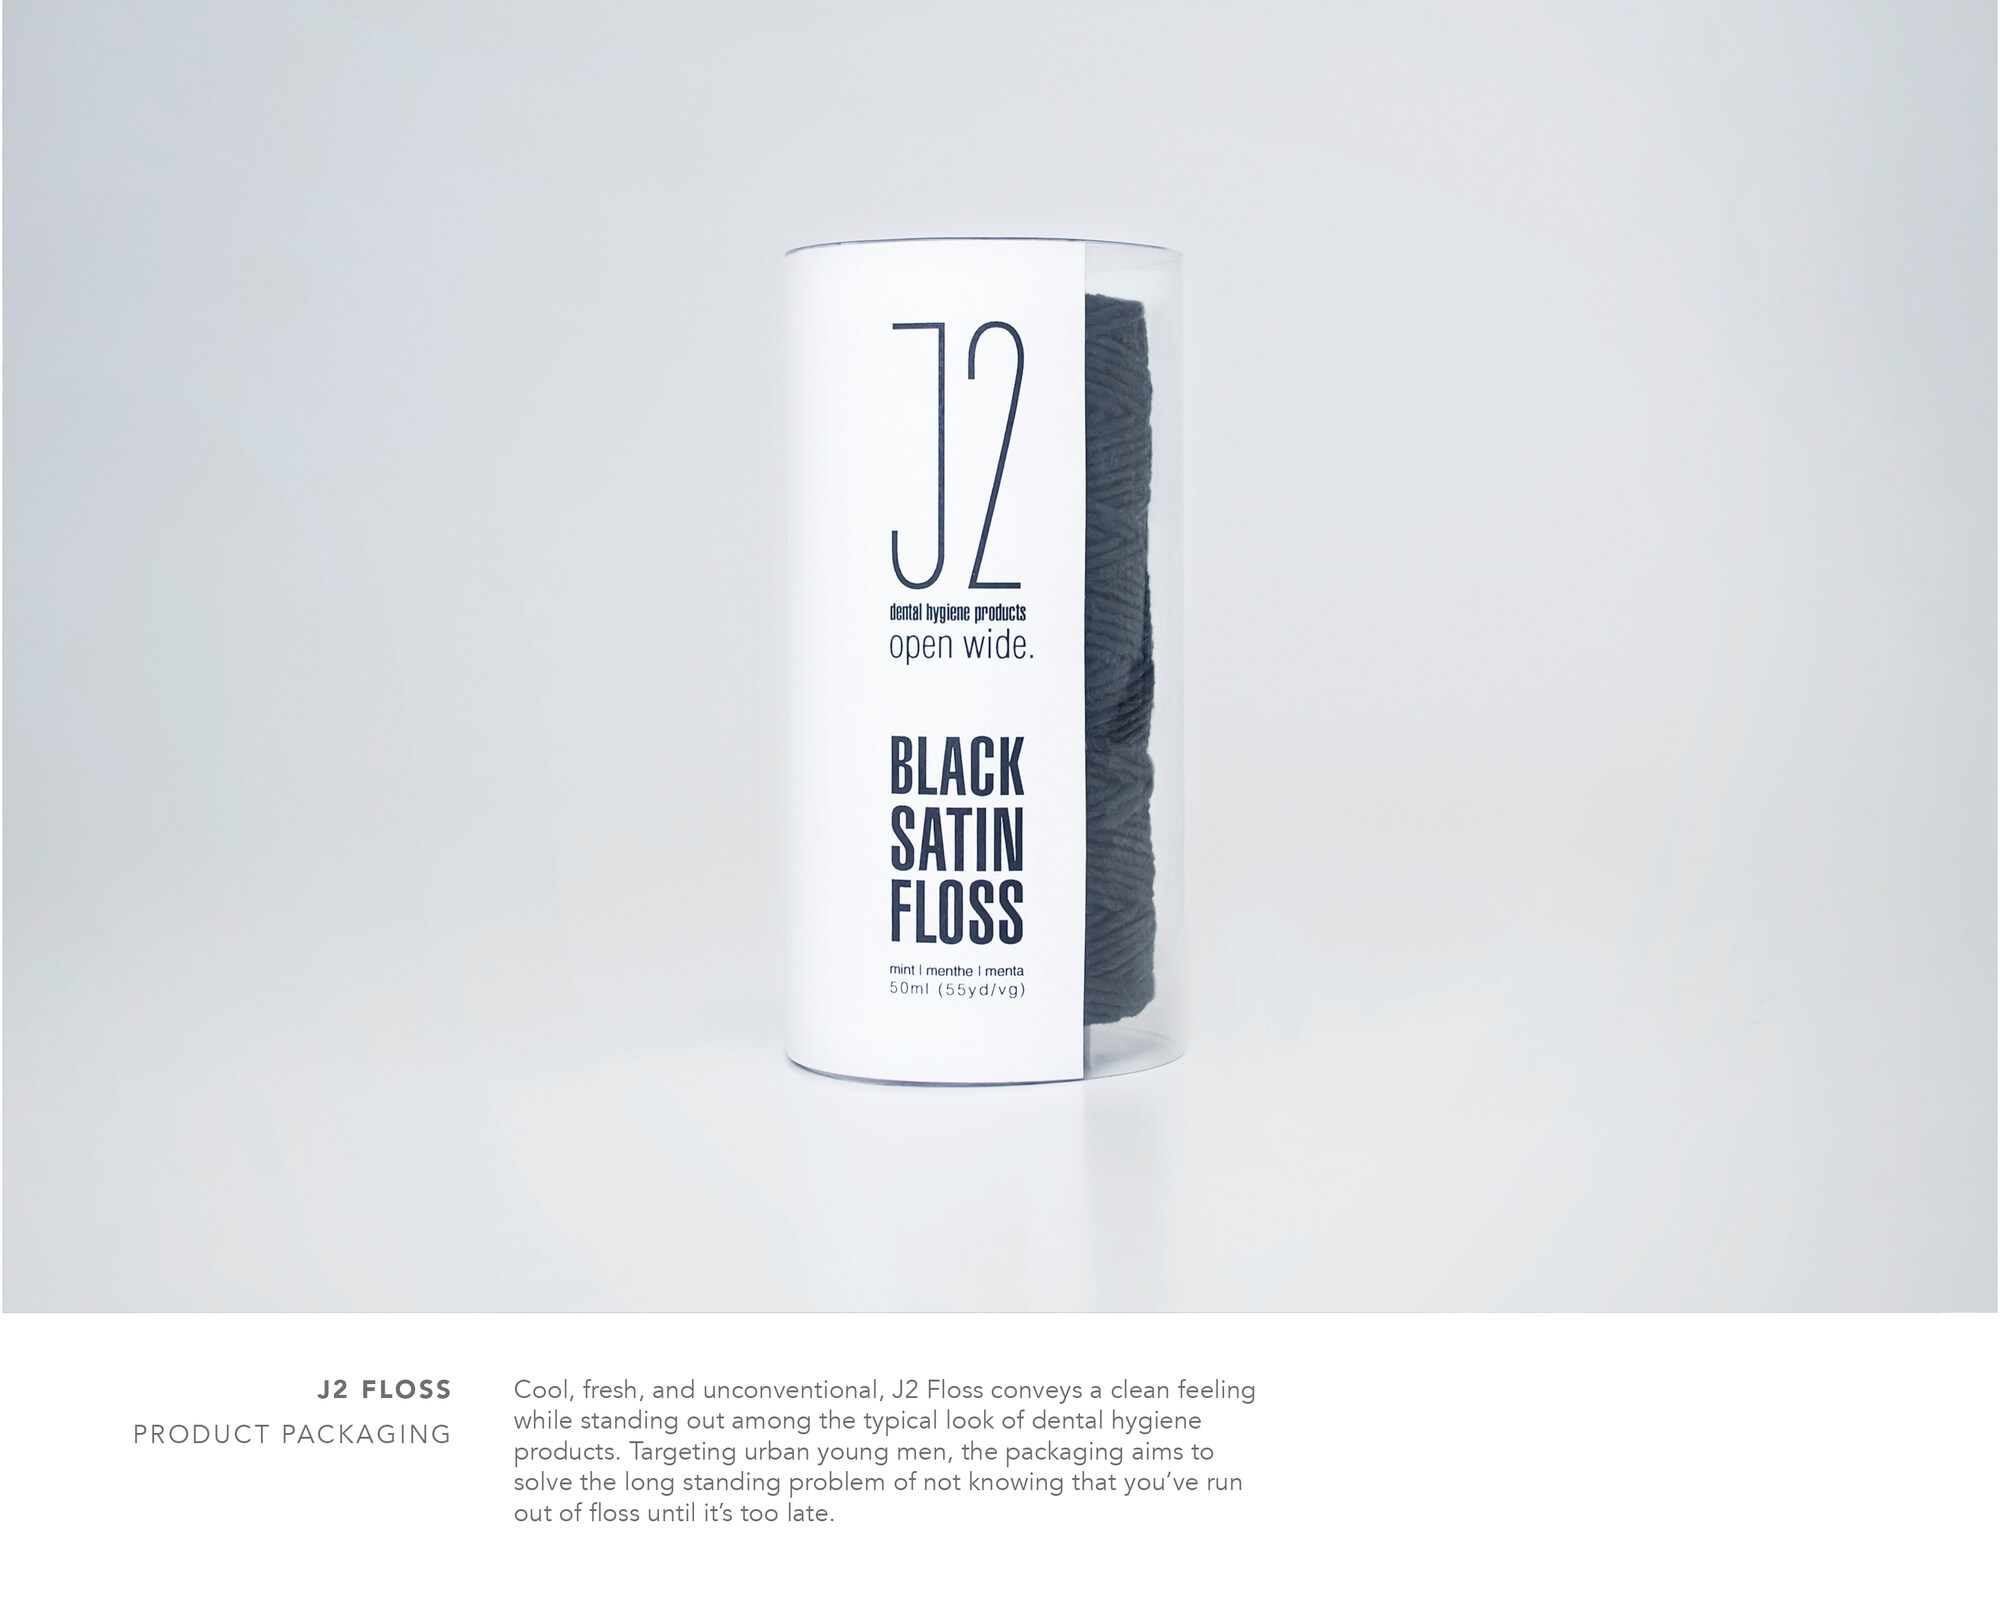 J2
dental hygiene products
open wide.
BLACK
SATIN
FLOSS
mint | menthe | menta
50ml (55yd/vg)
J2 FLOSS
PRODUCT PACKAGING
Cool, fresh, and unconventional, J2 Floss conveys a clean feeling
while standing out among the typical look of dental hygiene
products. Targeting urban young men, the packaging aims to
solve the long standing problem of not knowing that you’ve run
out of floss until it’s too late.